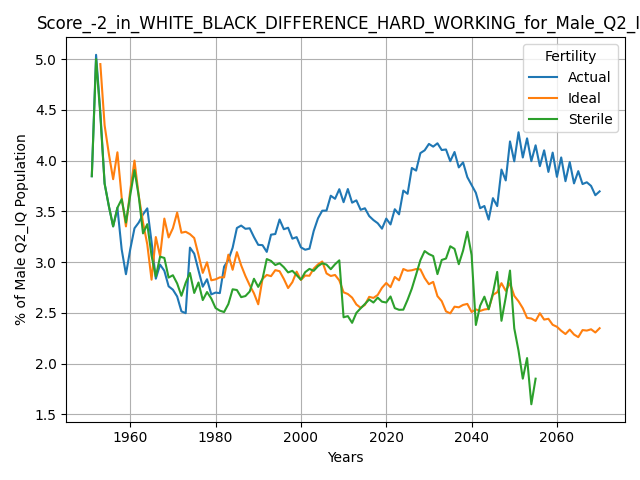 Score_-2_in_WHITE_BLACK_DIFFERENCE_HARD_WORKING_for_Male_Q2_I
Fertility
Actual
Ideal
Sterile
% of Male Q2_IQ Population
5.0
4.5
4.0
3.5
3.0
2.5
2.0
1.5
1960
1980
2000
2020
2040
2060
Years